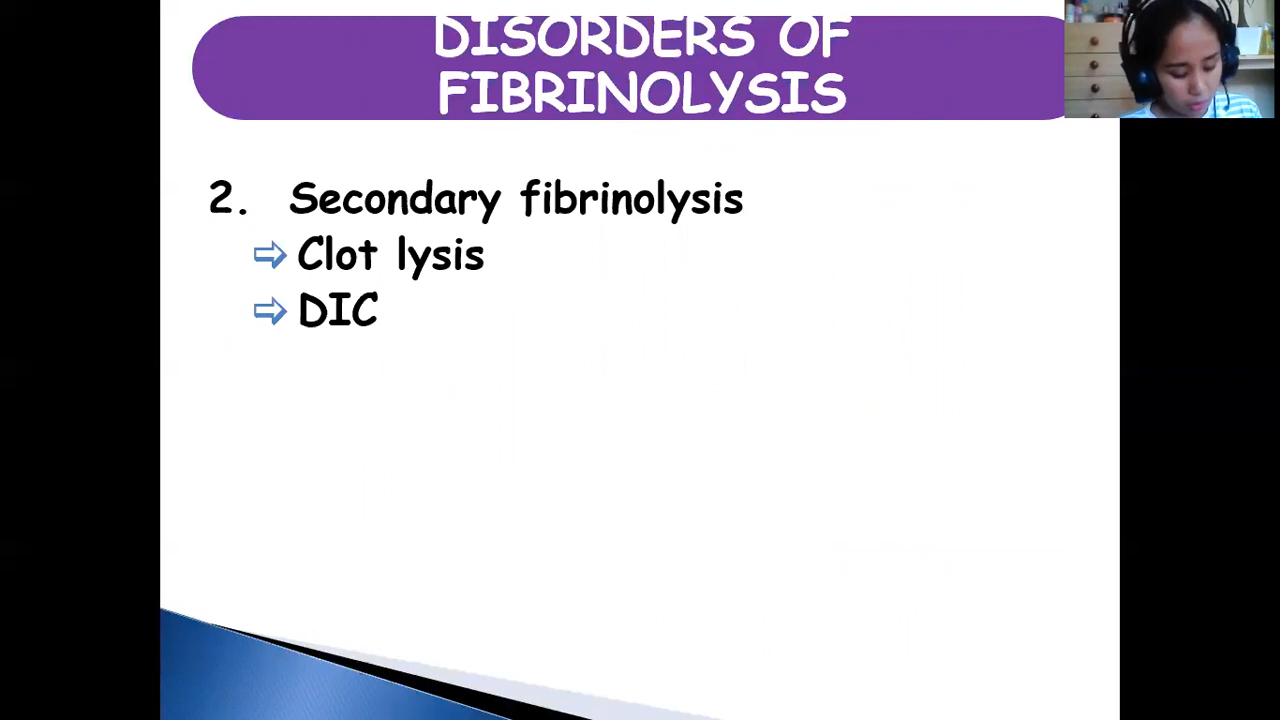 DISORDERS OF
FIBRINOLYSIS
2. Secondary fibrinolysis
⇨ Clot lysis
⇨ DIC